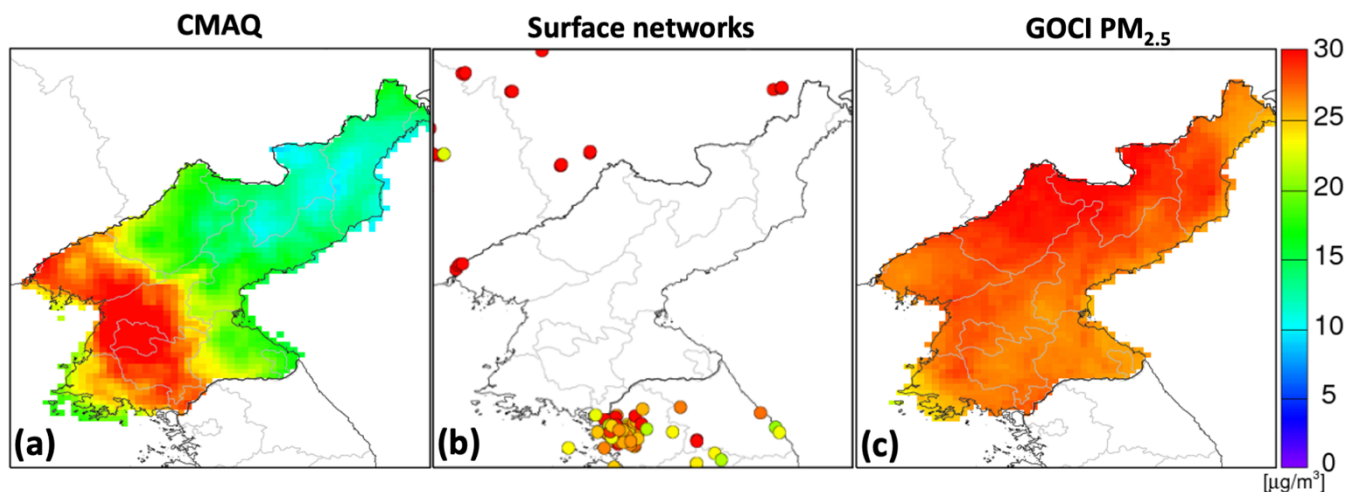 CMAQ
Surface networks
GOCI PM2.5
30
25
20
15
10
5
0
[μg/m³]
(a)
(b)
(c)